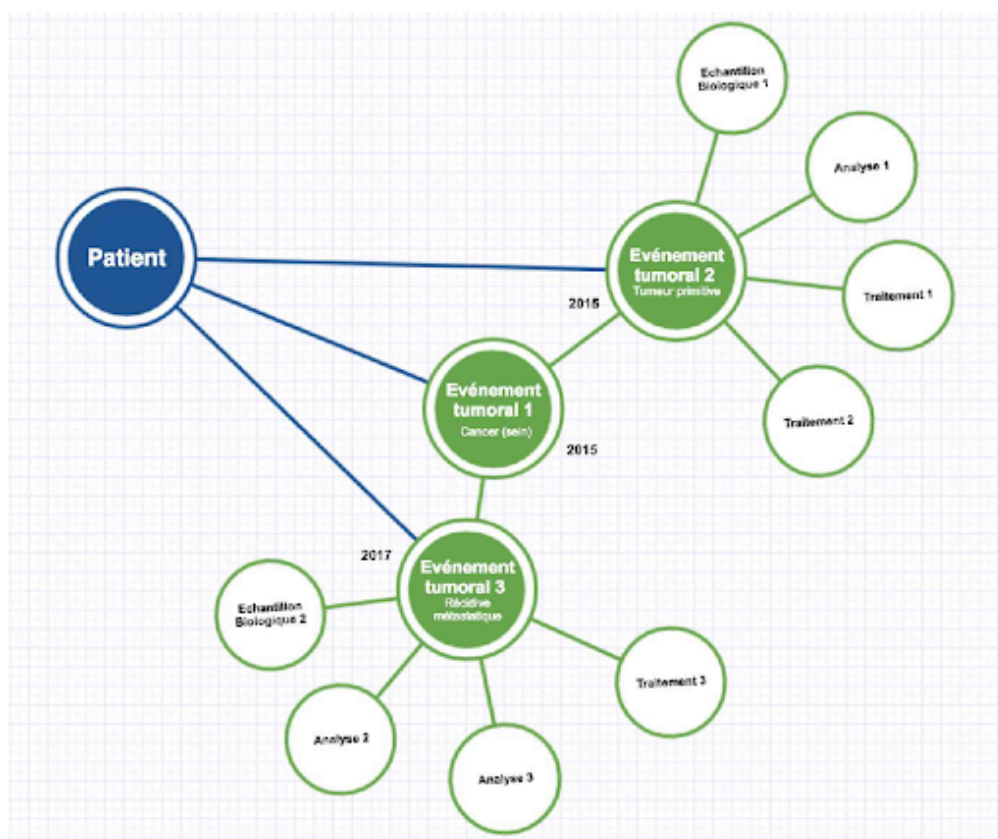 Echantillon
Biologique 1
Analyse 1
Patient
Evénement
tumoral 2
Tumeur primitive
Traitement 1
2015
Evénement
tumoral 1
Cancer (sein)
Traitement 2
2015
2017
Evénement
tumoral 3
Récidive
métastatique
Echantillon
Biologique 2
Traitement 3
Analyse 2
Analyse 3